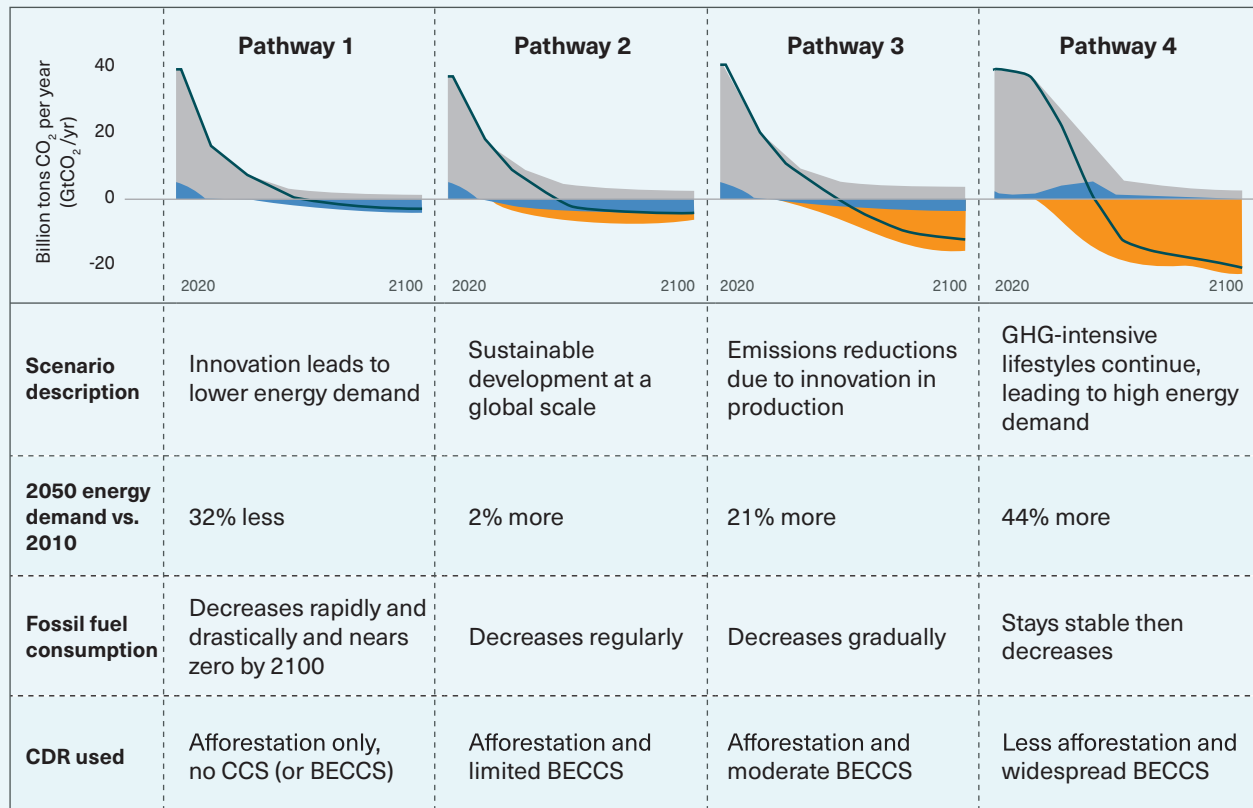 Pathway 1
Pathway 2
Pathway 3
Pathway 4
Billion tons CO2 per year
(GtCO2/yr)
40
20
0
-20
2020
2100
2020
2100
2020
2100
2020
2100
Scenario
description
Innovation leads to
lower energy demand
Sustainable
development at a
global scale
Emissions reductions
due to innovation in
production
GHG-intensive
lifestyles continue,
leading to high energy
demand
2050 energy
demand vs.
2010
32% less
2% more
21% more
44% more
Fossil fuel
consumption
Decreases rapidly and
drastically and nears
zero by 2100
Decreases regularly
Decreases gradually
Stays stable then
decreases
CDR used
Afforestation only,
no CCS (or BECCS)
Afforestation and
limited BECCS
Afforestation and
moderate BECCS
Less afforestation and
widespread BECCS